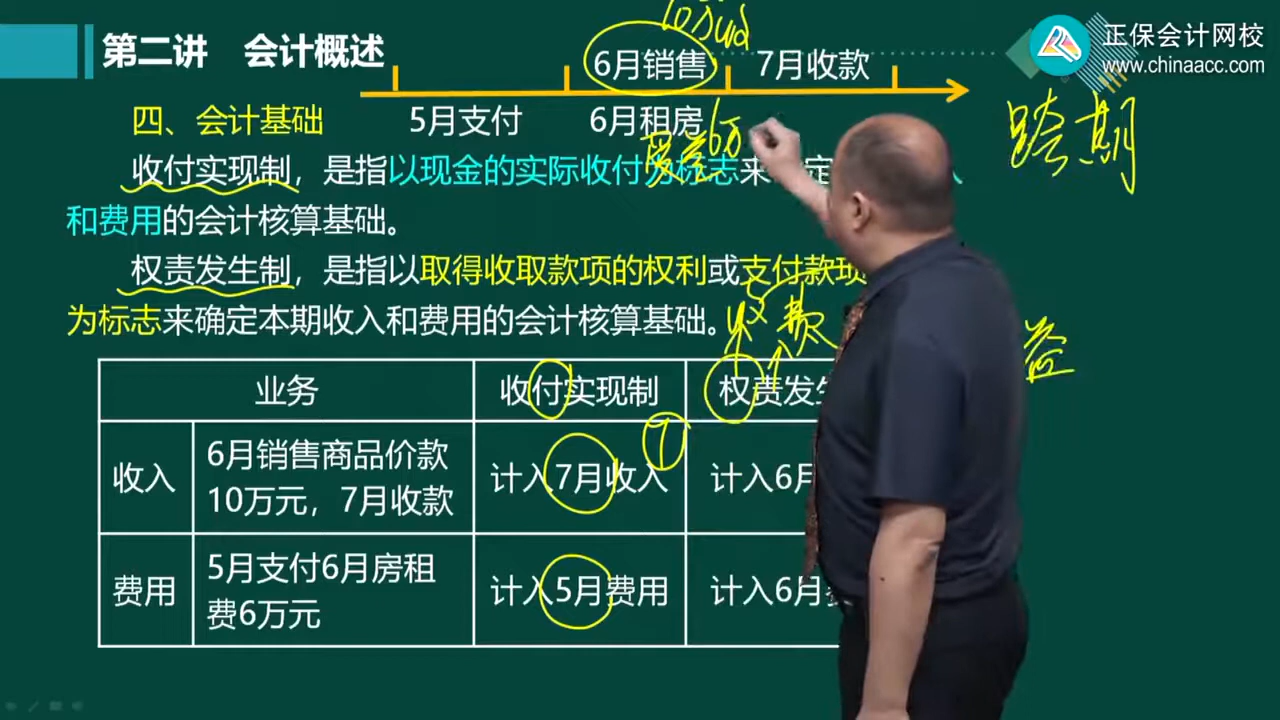 第二讲 会计概述
6月销售 7月收款
正保会计网校
www.chinaacc.com
四、会计基础 5月支付 6月租房
6万
跨期
收付实现制，是指以现金的实际收付为标志来
和费用的会计核算基础。
权责发生制，是指以取得收取款项的权利或支付款项
为标志来确定本期收入和费用的会计核算基础。
收款
益
业务 收付实现制 权责发生
7
收入 6月销售商品价款 10万元，7月收款 计入7月收入 计入6月
费用 5月支付6月房租 费6万元 计入5月费用 计入6月费